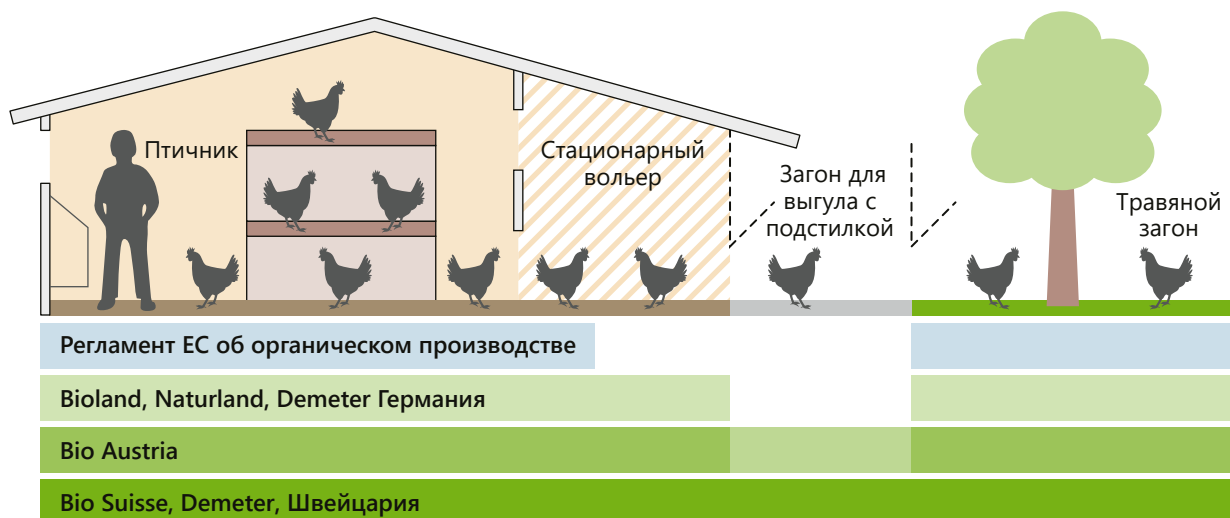 Птичник
Стационарный
вольер
Загон для
выгула с
подстилкой
Травяной
загон
Регламент ЕС об органическом производстве
Bioland, Naturland, Demeter Германия
Bio Austria
Bio Suisse, Demeter, Швейцария